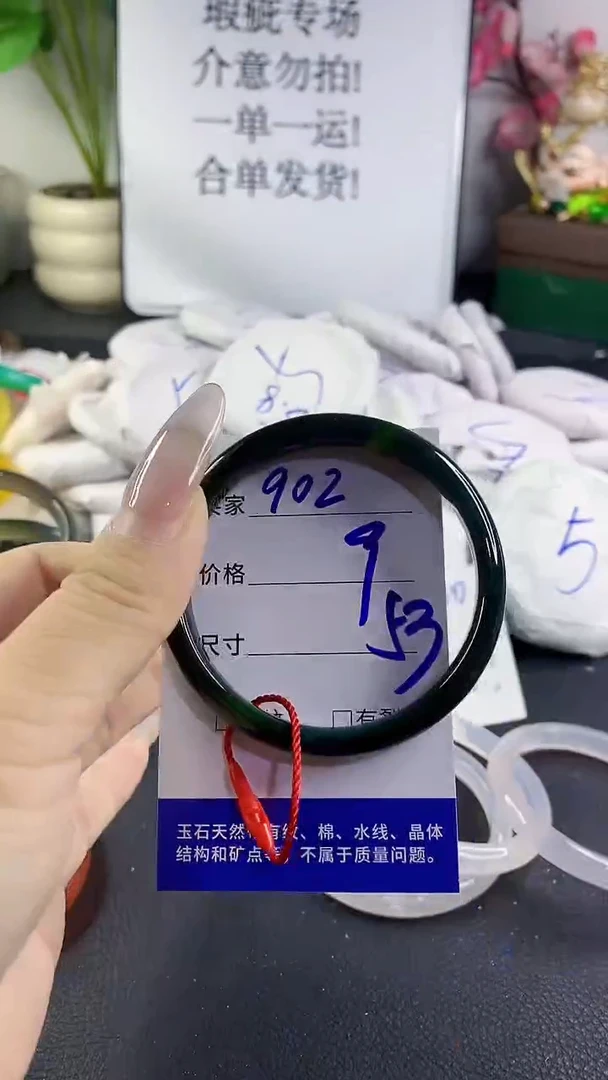 瑕疵专场
介意勿拍!
一单一运!
合单发货!
家 902
价格 9
尺寸 53
□有裂
玉石天然 有纹、棉、水线、晶体
结构和矿点 不属于质量问题。
5